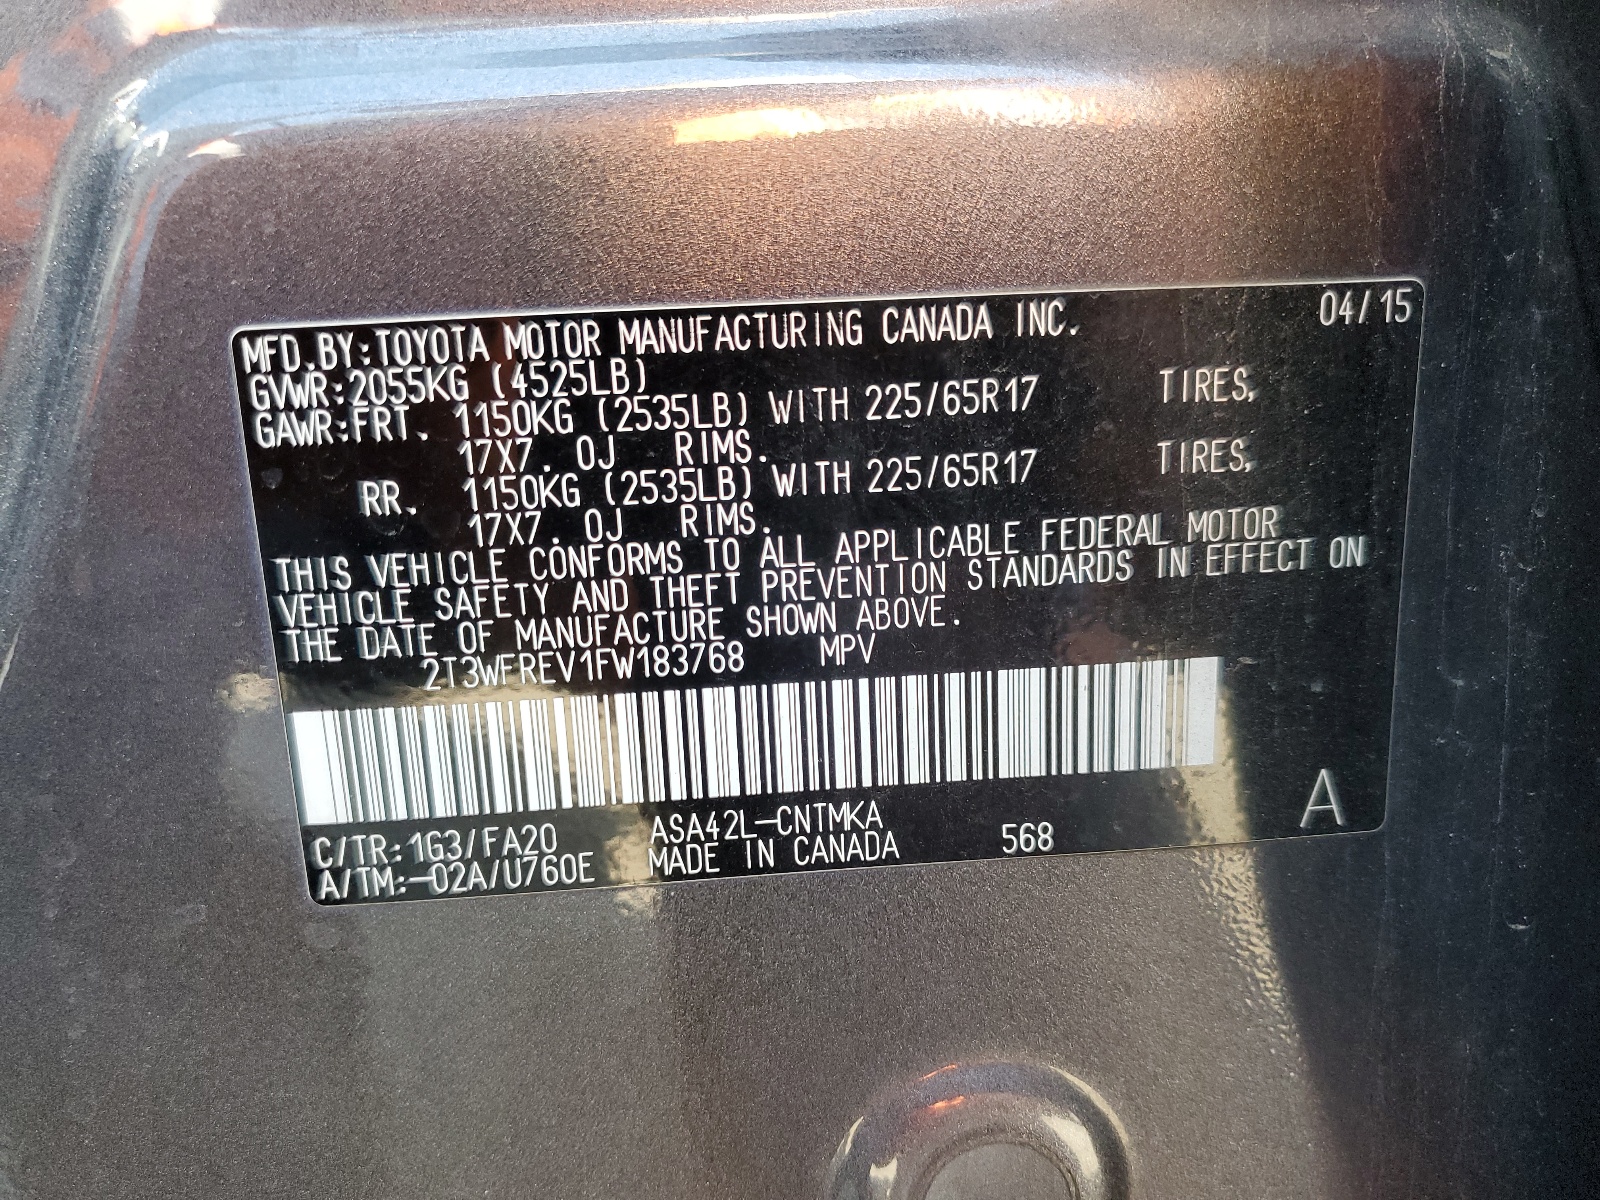 MFD.BY:TOYOTA MOTOR MANUFACTURING CANADA INC. 04/15
GVWR:2055KG (4525LB)
GAWR:FRT. 1150KG (2535LB) WITH 225/65R17 TIRES,
17X7.0J RIMS.
RR. 1150KG (2535LB) WITH 225/65R17 TIRES,
17X7.0J RIMS.
THIS VEHICLE CONFORMS TO ALL APPLICABLE FEDERAL MOTOR
VEHICLE SAFETY AND THEFT PREVENTION STANDARDS IN EFFECT ON
THE DATE OF MANUFACTURE SHOWN ABOVE.
2T3WFREV1FW183768 MPV
C/TR:1G3/FA20 ASA42L-CNTMKA A
A/TM:-02A/U760E MADE IN CANADA 568